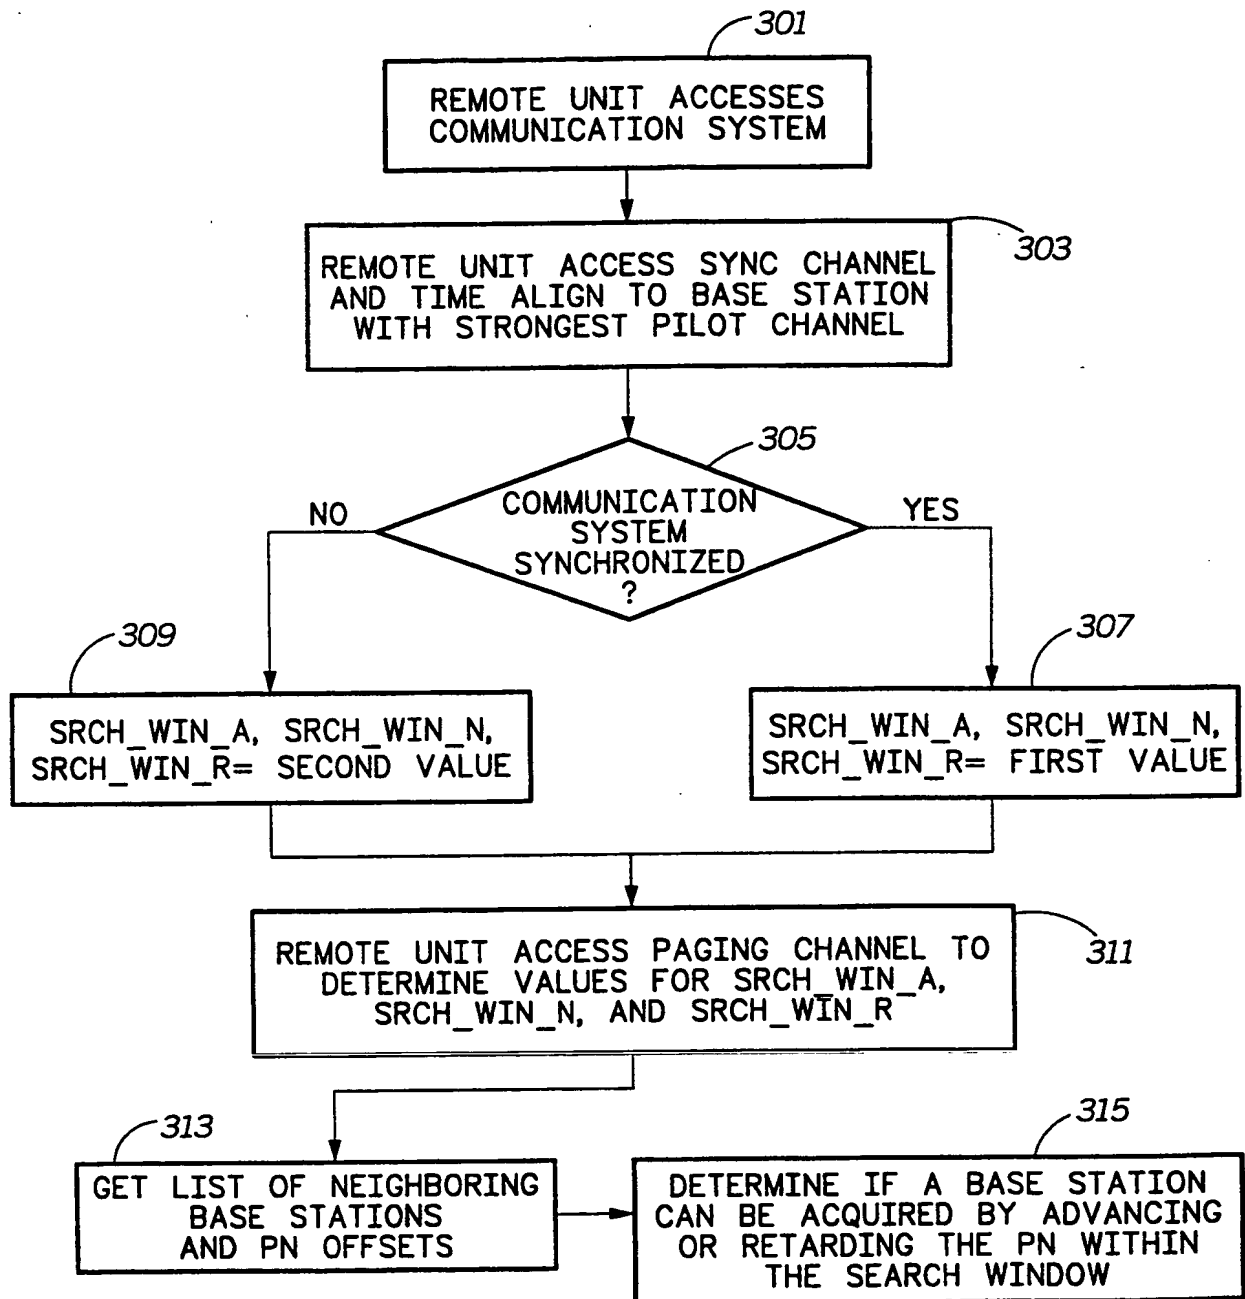 301
REMOTE UNIT ACCESSES
COMMUNICATION SYSTEM
303
REMOTE UNIT ACCESS SYNC CHANNEL
AND TIME ALIGN TO BASE STATION
WITH STRONGEST PILOT CHANNEL
305
COMMUNICATION
SYSTEM
SYNCHRONIZED
?
NO
YES
309
SRCH_WIN_A, SRCH_WIN_N,
SRCH_WIN_R= SECOND VALUE
307
SRCH_WIN_A, SRCH_WIN_N,
SRCH_WIN_R= FIRST VALUE
311
REMOTE UNIT ACCESS PAGING CHANNEL TO
DETERMINE VALUES FOR SRCH_WIN_A,
SRCH_WIN_N, AND SRCH_WIN_R
313
GET LIST OF NEIGHBORING
BASE STATIONS
AND PN OFFSETS
315
DETERMINE IF A BASE STATION
CAN BE ACQUIRED BY ADVANCING
OR RETARDING THE PN WITHIN
THE SEARCH WINDOW